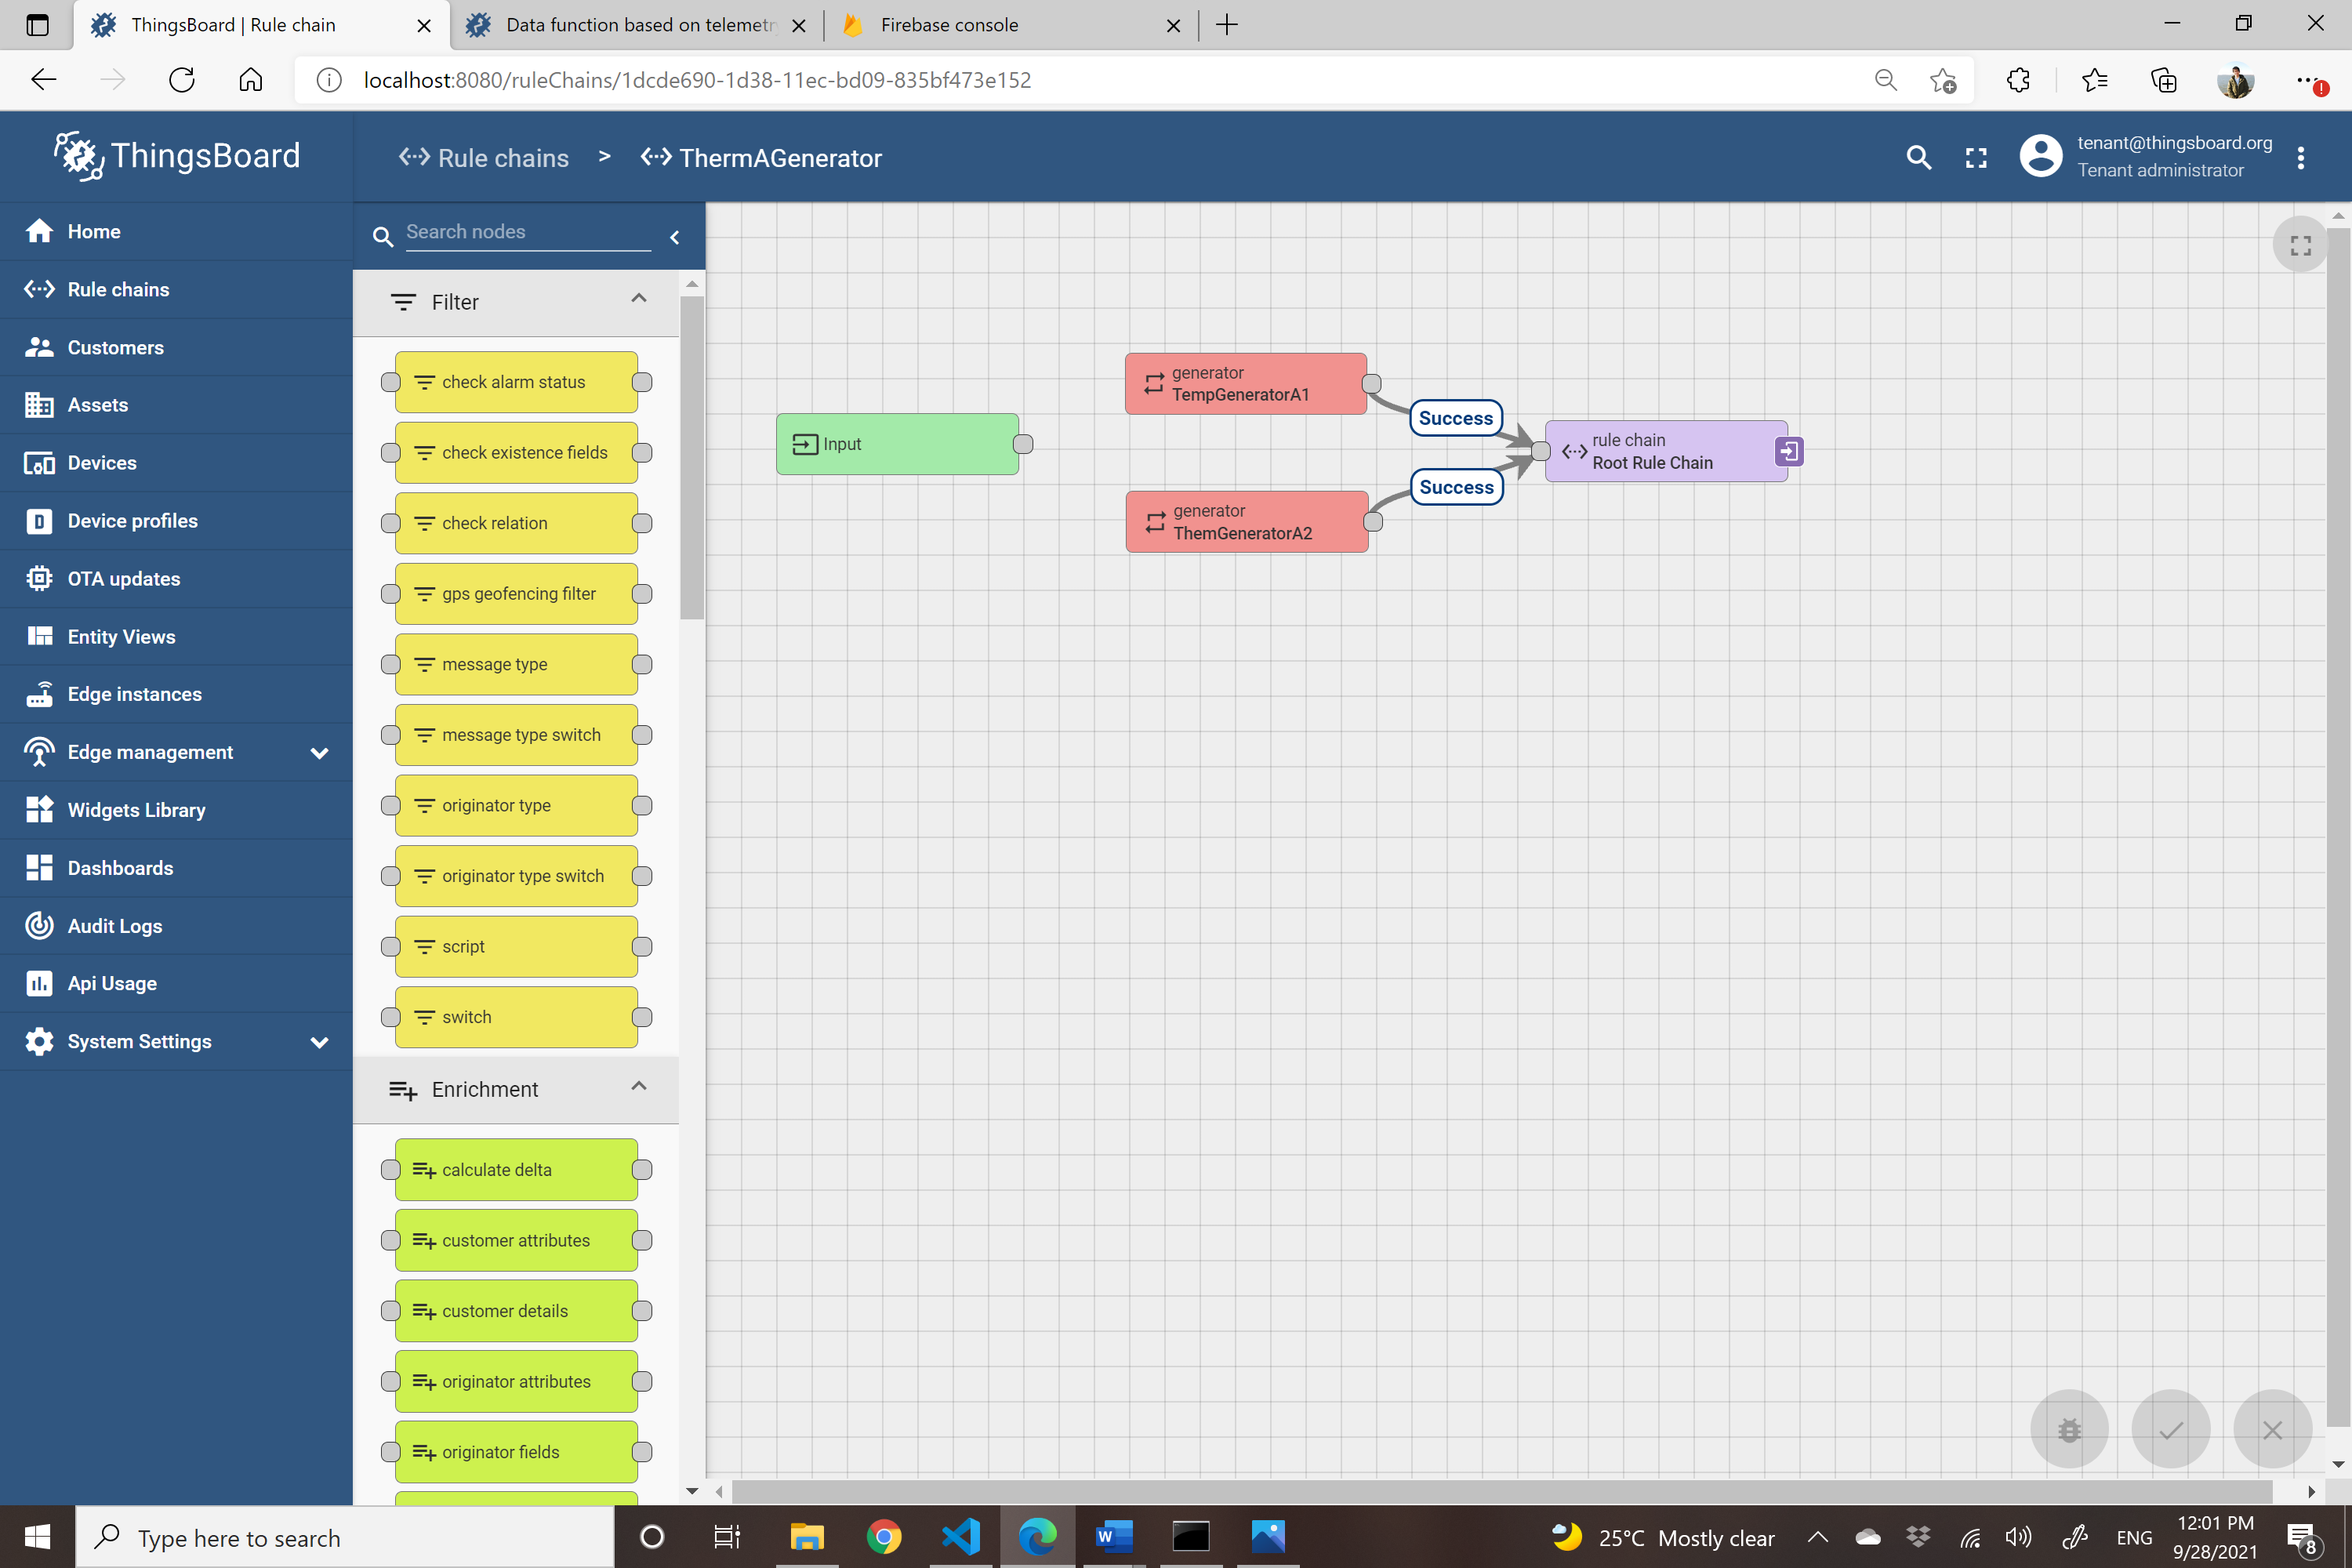 ThingsBoard | Rule chain
Data function based on telemetr
Firebase console
localhost:8080/ruleChains/1dcde690-1d38-11ec-bd09-835bf473e152
ThingsBoard
Rule chains > ThermAGenerator
tenant@thingsboard.org
Tenant administrator
Home
Rule chains
Customers
Assets
Devices
Device profiles
OTA updates
Entity Views
Edge instances
Edge management
Widgets Library
Dashboards
Audit Logs
Api Usage
System Settings
Search nodes
Filter
check alarm status
check existence fields
check relation
gps geofencing filter
message type
message type switch
originator type
originator type switch
script
switch
Enrichment
calculate delta
customer attributes
customer details
originator attributes
originator fields
Input
generator
TempGeneratorA1
Success
generator
ThemGeneratorA2
Success
rule chain
Root Rule Chain
Type here to search
25°C Mostly clear
ENG
12:01 PM
9/28/2021
8